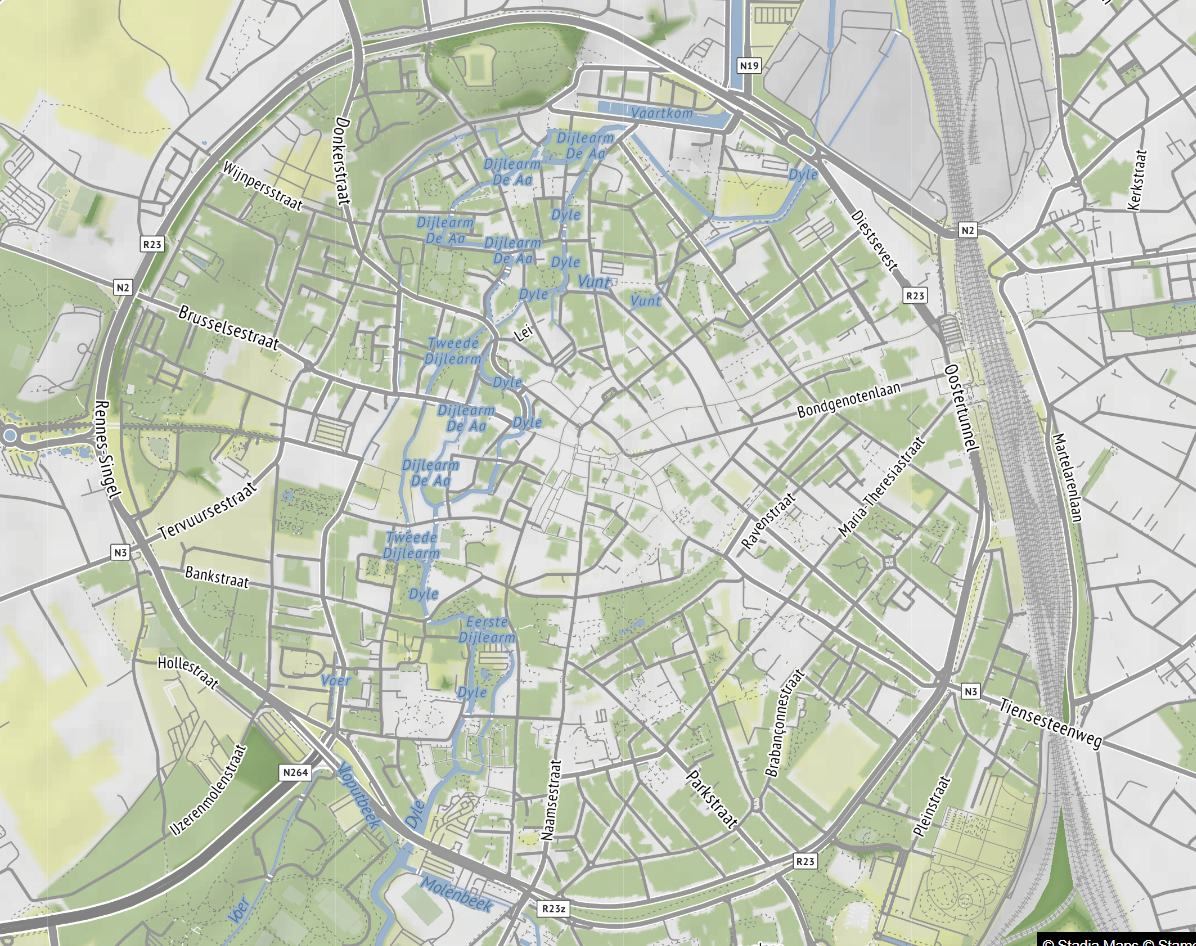 N19
Vaartkom
Donkerstraat
Dijlearm
De Aa
Dijlearm
De Aa
Dyle
Kerkstraat
Wijnpersstraat
Dijlearm
De Aa
Dyle
Diestsevest
R23
Dijlearm
De Aa
N2
Dyle
Vunt
N2
Dyle
Vunt
R23
Brusselsestraat
Lei
Tweede
Dijlearm
Dyle
Bondgenotenlaan
Oostertunnel
Rennes-Singel
Dijlearm
De Aa
Dyle
Martelarenlaan
Dijlearm
De Aa
Maria-Theresiastraat
Tervuursestraat
Ravenstraat
Tweede
Dijlearm
N3
Bankstraat
Dyle
Eerste
Dijlearm
Hollestraat
Voer
Dyle
N3
Tiensesteenweg
Brabançonnestraat
N264
IJzerenmolenstraat
Vloputbeek
Dyle
Naamsestraat
Parkstraat
Pleinstraat
R23
Voer
Molenbeek
R23z
© Stadia Maps © Stam